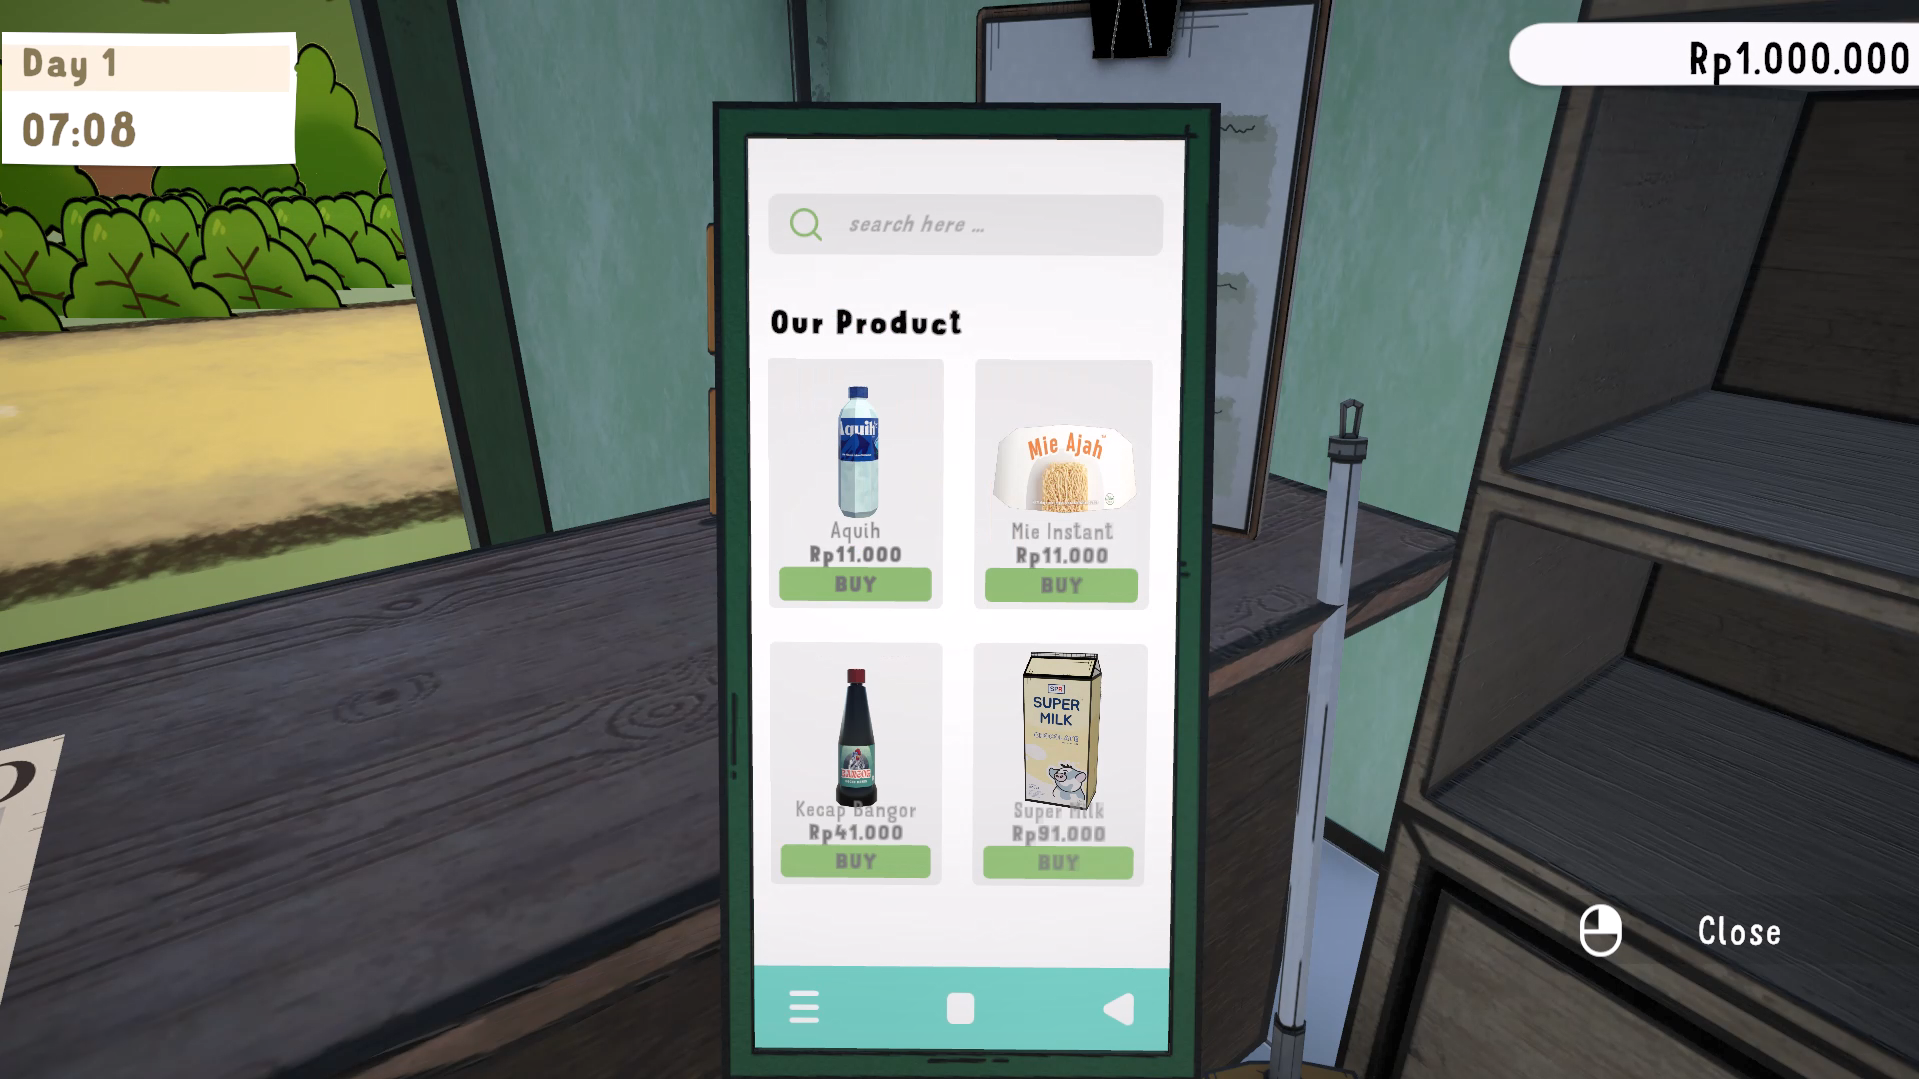 Day 1
07:08
Rp1.000.000
search here ...
Our Product
Aquih
Mie Ajah
Aquih
Rp11.000
BUY
Mie Instant
Rp11.000
BUY
SPR
SUPER
MILK
Kecap Bangor
Rp41.000
BUY
Super Milk
Rp91.000
BUY
Close